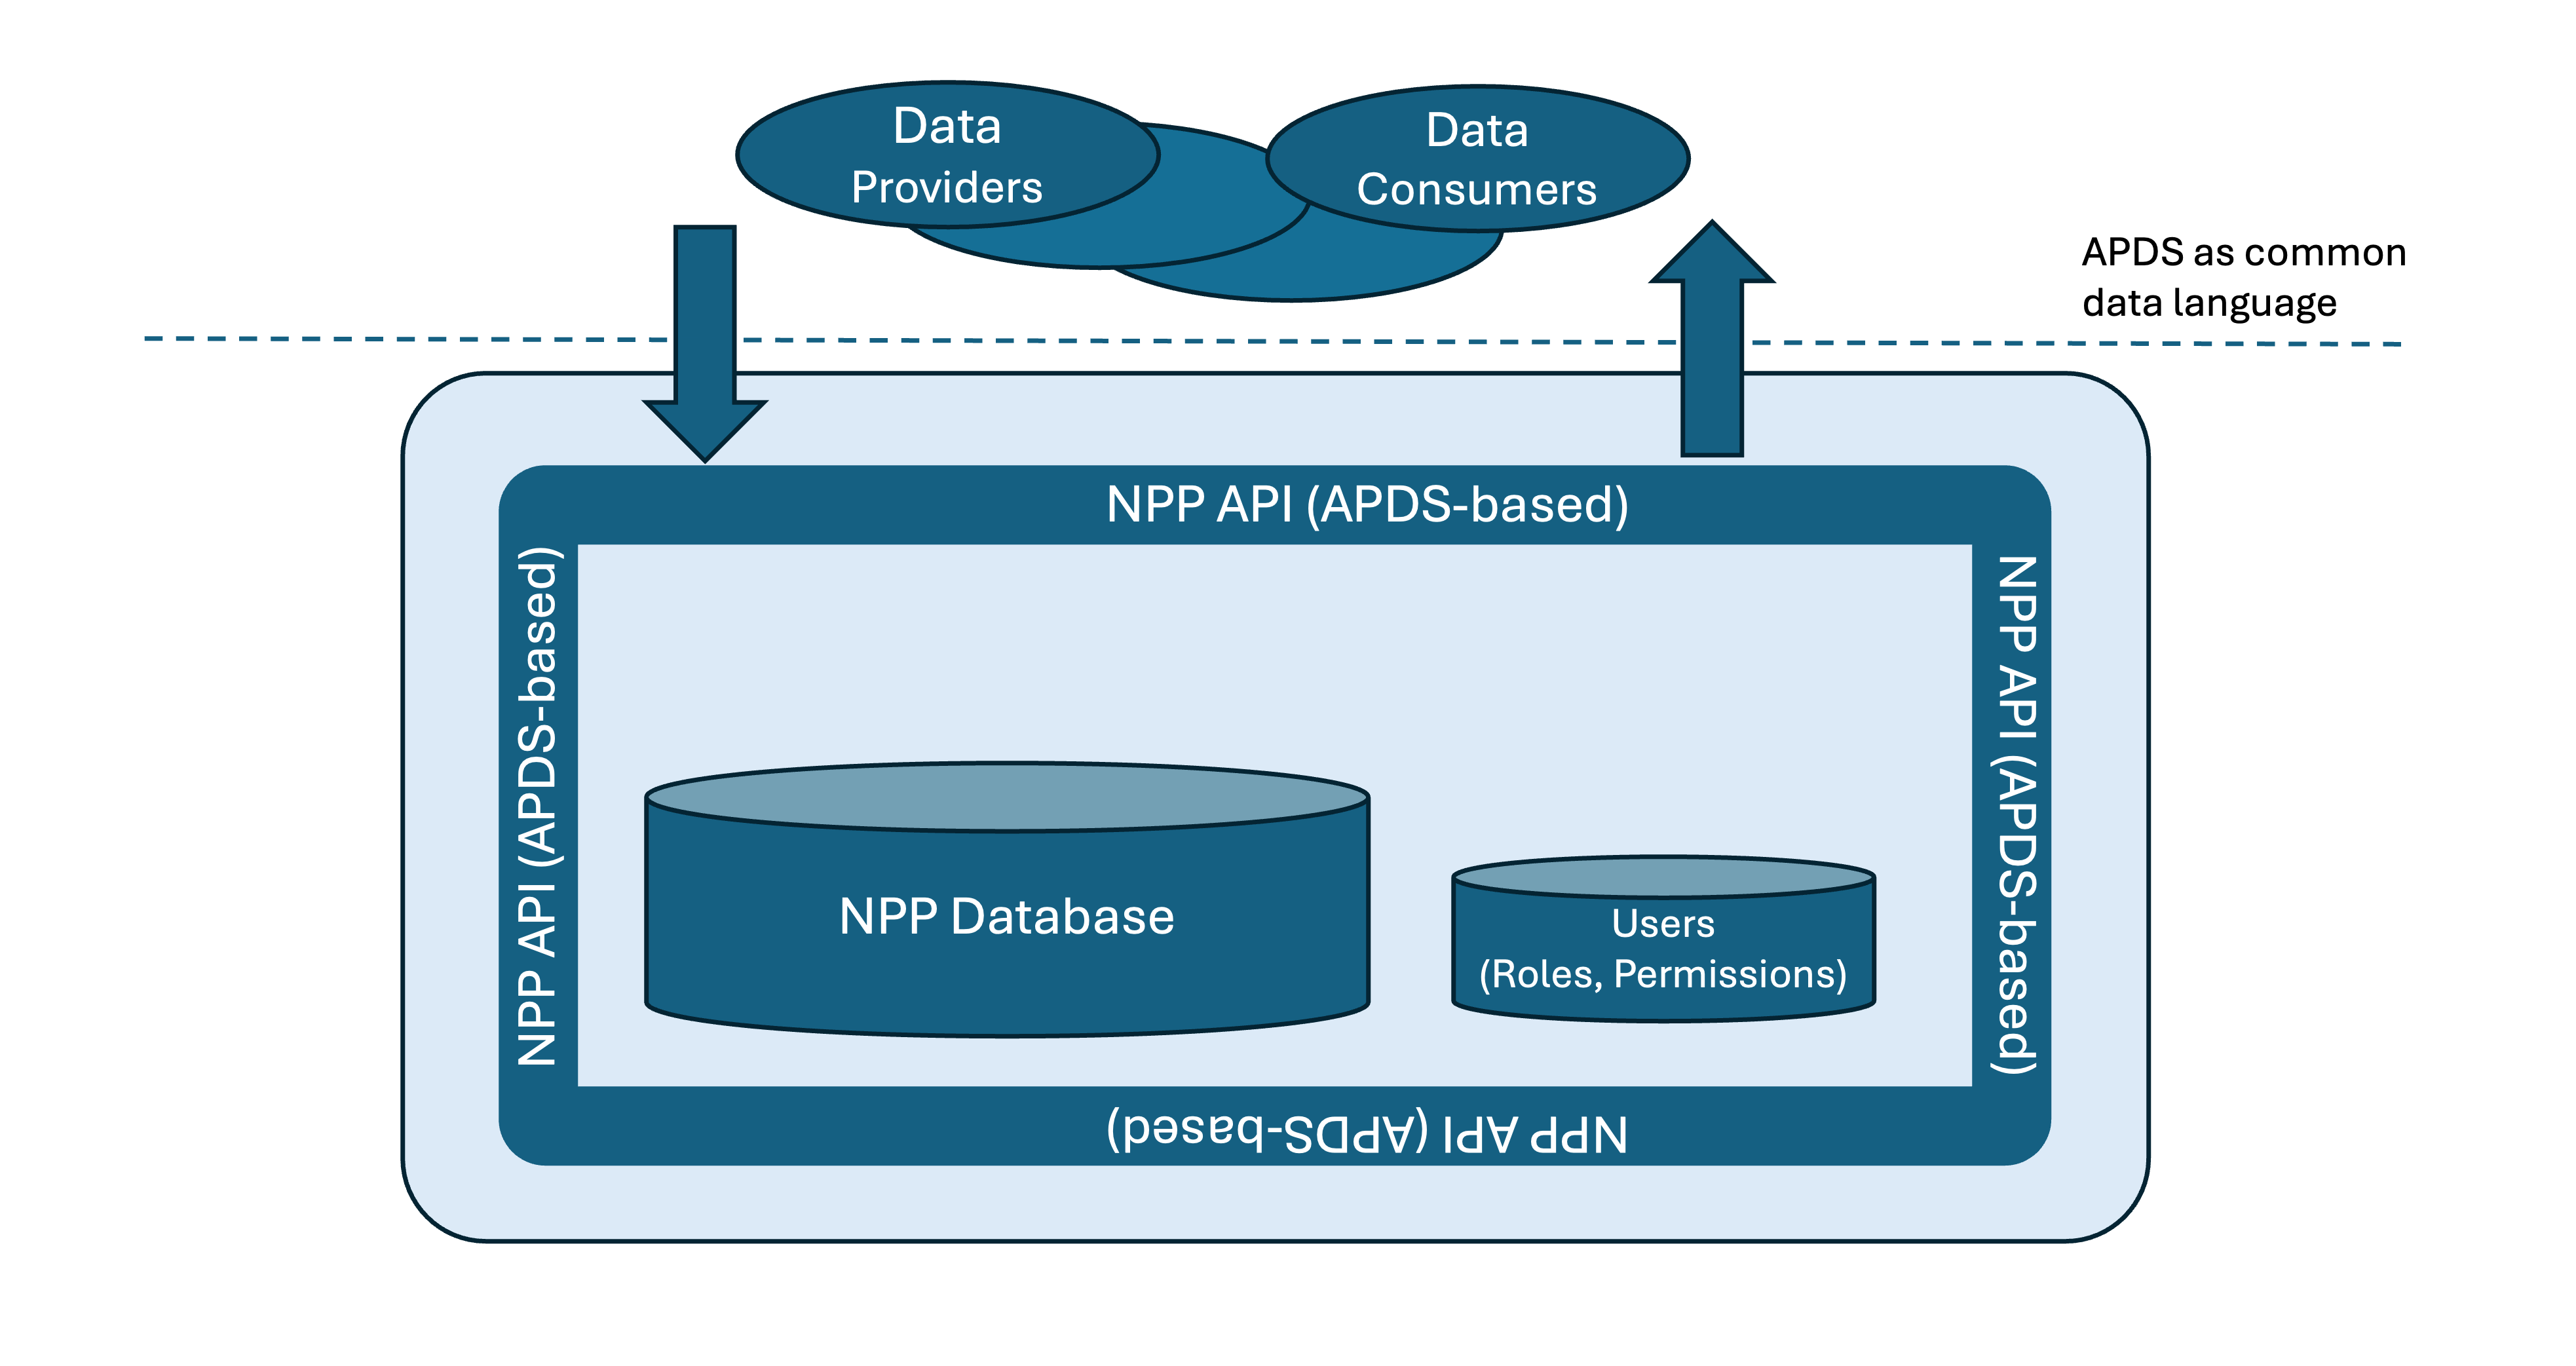 Data
Providers
Data
Consumers
APDS as common
data language
NPP API (APDS-based)
NPP API (APDS-based)
NPP API (APDS-based)
NPP Database
Users
(Roles, Permissions)
NPP API (APDS-based)